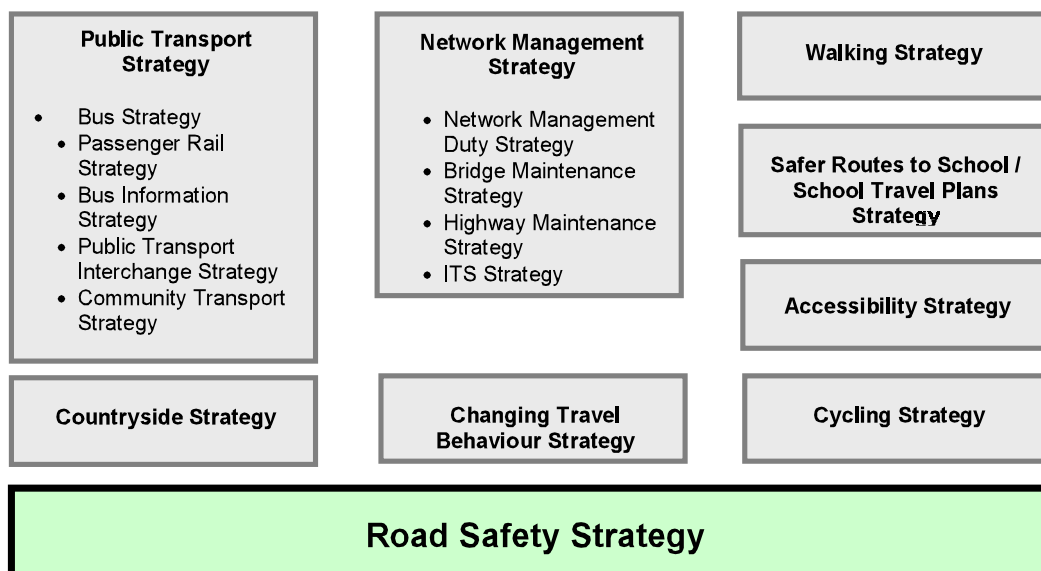 Public Transport
Strategy
• Bus Strategy
• Passenger Rail
Strategy
• Bus Information
Strategy
• Public Transport
Interchange Strategy
• Community Transport
Strategy
Network Management
Strategy
• Network Management
Duty Strategy
• Bridge Maintenance
Strategy
• Highway Maintenance
Strategy
• ITS Strategy
Walking Strategy
Safer Routes to School /
School Travel Plans
Strategy
Accessibility Strategy
Countryside Strategy
Changing Travel
Behaviour Strategy
Cycling Strategy
Road Safety Strategy